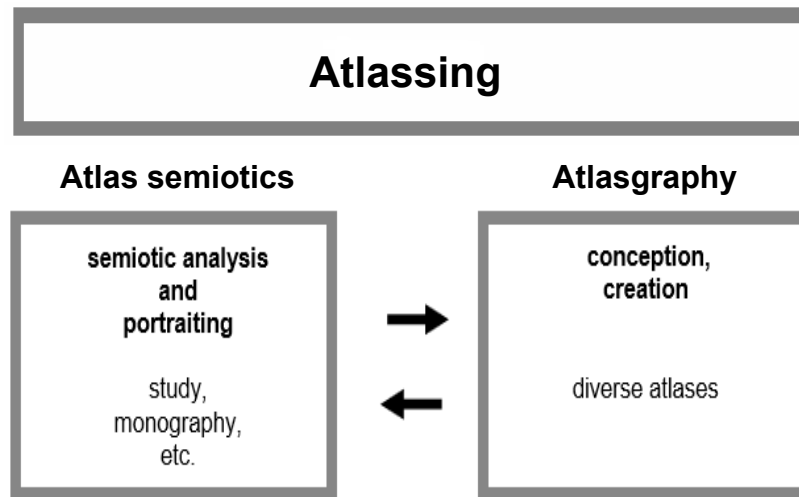 Atlassing
Atlas semiotics
semiotic analysis
and
portraiting
study,
monography,
etc.
Atlasgraphy
conception,
creation
diverse atlases